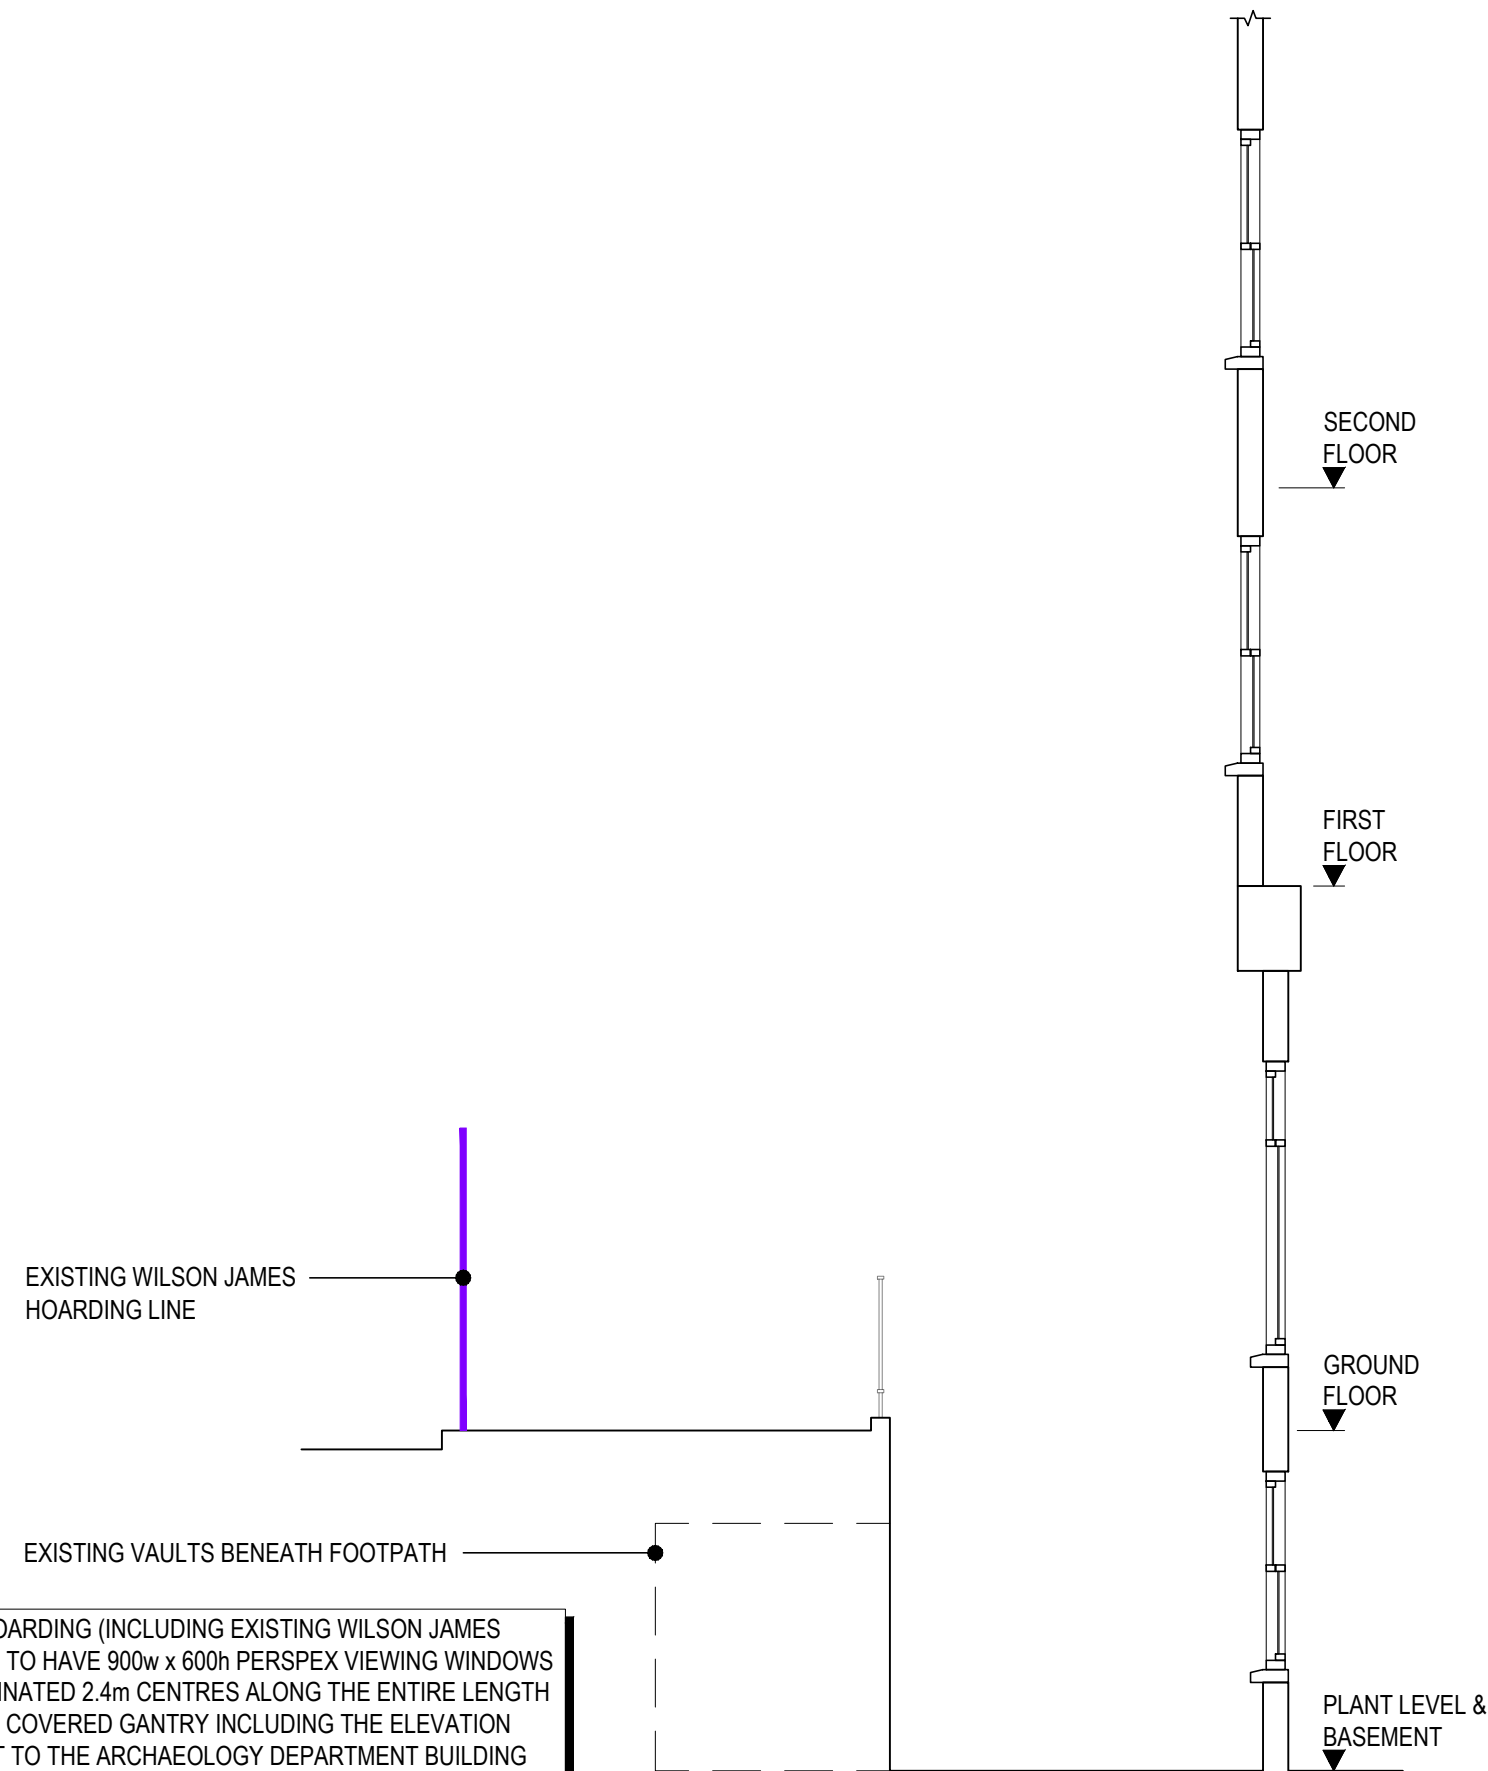 SECOND
FLOOR
FIRST
FLOOR
EXISTING WILSON JAMES
HOARDING LINE
GROUND
FLOOR
EXISTING VAULTS BENEATH FOOTPATH
(INCLUDING EXISTING WILSON JAMES
TO HAVE 900w x 600h PERSPEX VIEWING WINDOWS
2.4m CENTRES ALONG THE ENTIRE LENGTH
COVERED GANTRY INCLUDING THE ELEVATION
TO THE ARCHAEOLOGY DEPARTMENT BUILDING
PLANT LEVEL &
BASEMENT